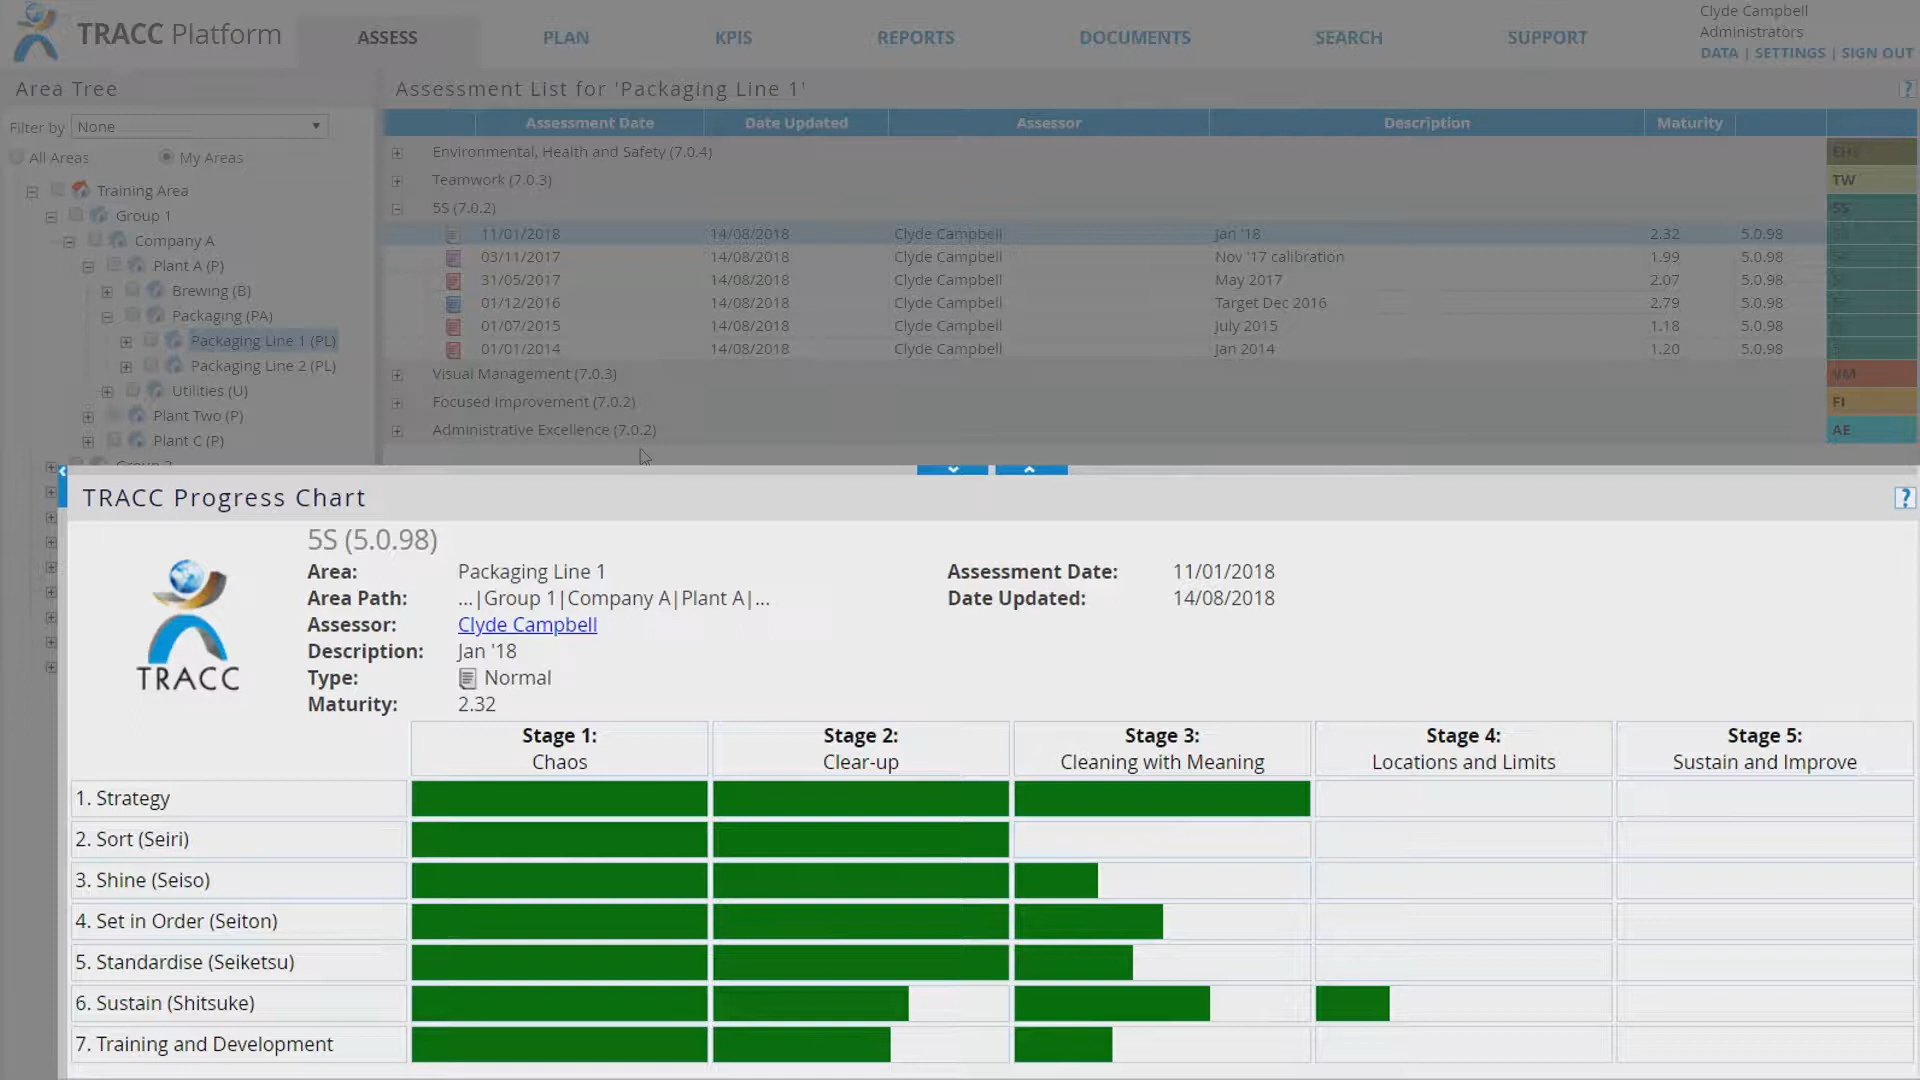 TRACC Platform
ASSESS
PLAN
KPIS
REPORTS
DOCUMENTS
SEARCH
SUPPORT
Clyde Campbell
Administrators
DATA | SETTINGS | SIGN OUT
Area Tree
Filter by None
All Areas My Areas
Training Area
Group 1
Company A
Plant A (P)
Brewing (B)
Packaging (PA)
Packaging Line 1 (PL)
Packaging Line 2 (PL)
Utilities (U)
Plant Two (P)
Plant C (P)
Assessment List for 'Packaging Line 1'
?
Assessment Date Date Updated Assessor Description Maturity
Environmental, Health and Safety (7.0.4)
Teamwork (7.0.3) TW
5S (7.0.2) 5S
11/01/2018 14/08/2018 Clyde Campbell Jan '18 2.32 5.0.98
03/11/2017 14/08/2018 Clyde Campbell Nov '17 calibration 1.99 5.0.98
31/05/2017 14/08/2018 Clyde Campbell May 2017 2.07 5.0.98
01/12/2016 14/08/2018 Clyde Campbell Target Dec 2016 2.79 5.0.98
01/07/2015 14/08/2018 Clyde Campbell July 2015 1.18 5.0.98
01/01/2014 14/08/2018 Clyde Campbell Jan 2014 1.20 5.0.98
Visual Management (7.0.3) VM
Focused Improvement (7.0.2) FI
Administrative Excellence (7.0.2) AE
TRACC Progress Chart
?
TRACC
5S (5.0.98)
Area: Packaging Line 1
Area Path: ...|Group 1|Company A|Plant A|...
Assessor: Clyde Campbell
Description: Jan '18
Type: Normal
Maturity: 2.32
Assessment Date: 11/01/2018
Date Updated: 14/08/2018
Stage 1:
Chaos
Stage 2:
Clear-up
Stage 3:
Cleaning with Meaning
Stage 4:
Locations and Limits
Stage 5:
Sustain and Improve
1. Strategy
2. Sort (Seiri)
3. Shine (Seiso)
4. Set in Order (Seiton)
5. Standardise (Seiketsu)
6. Sustain (Shitsuke)
7. Training and Development